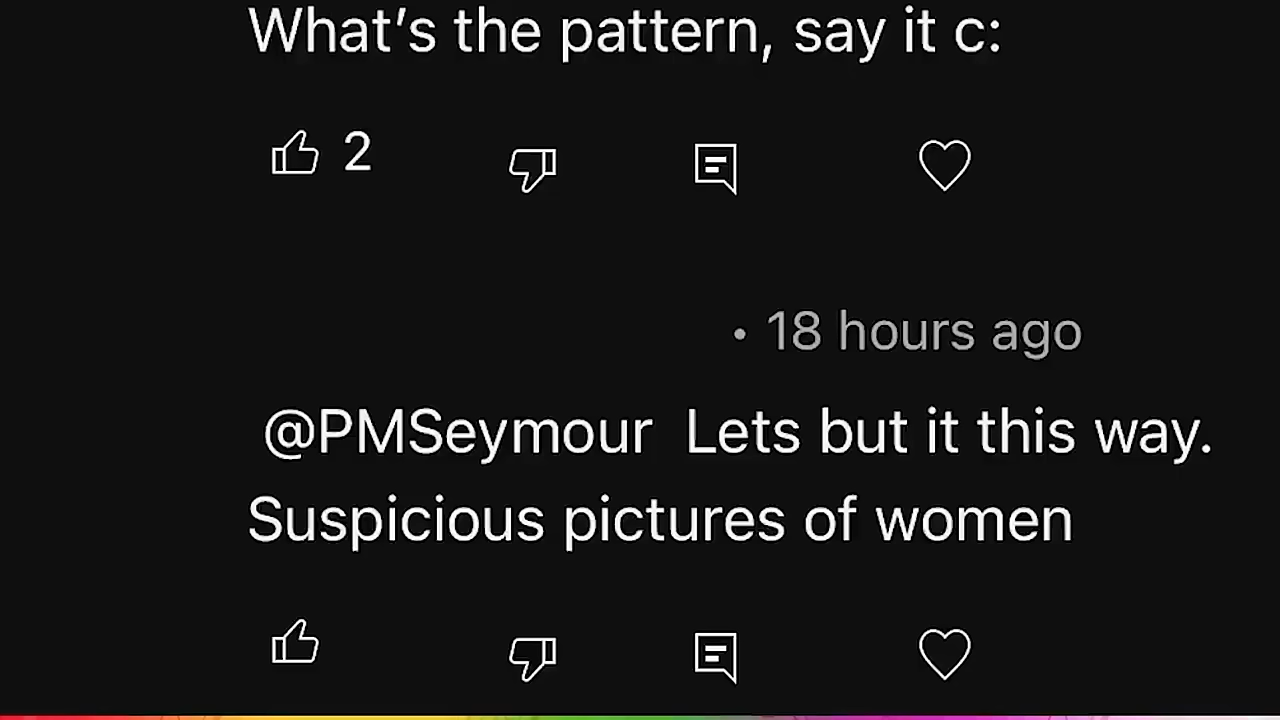 What’s the pattern, say it c:
2
• 18 hours ago
@PMSeymour Lets but it this way.
Suspicious pictures of women